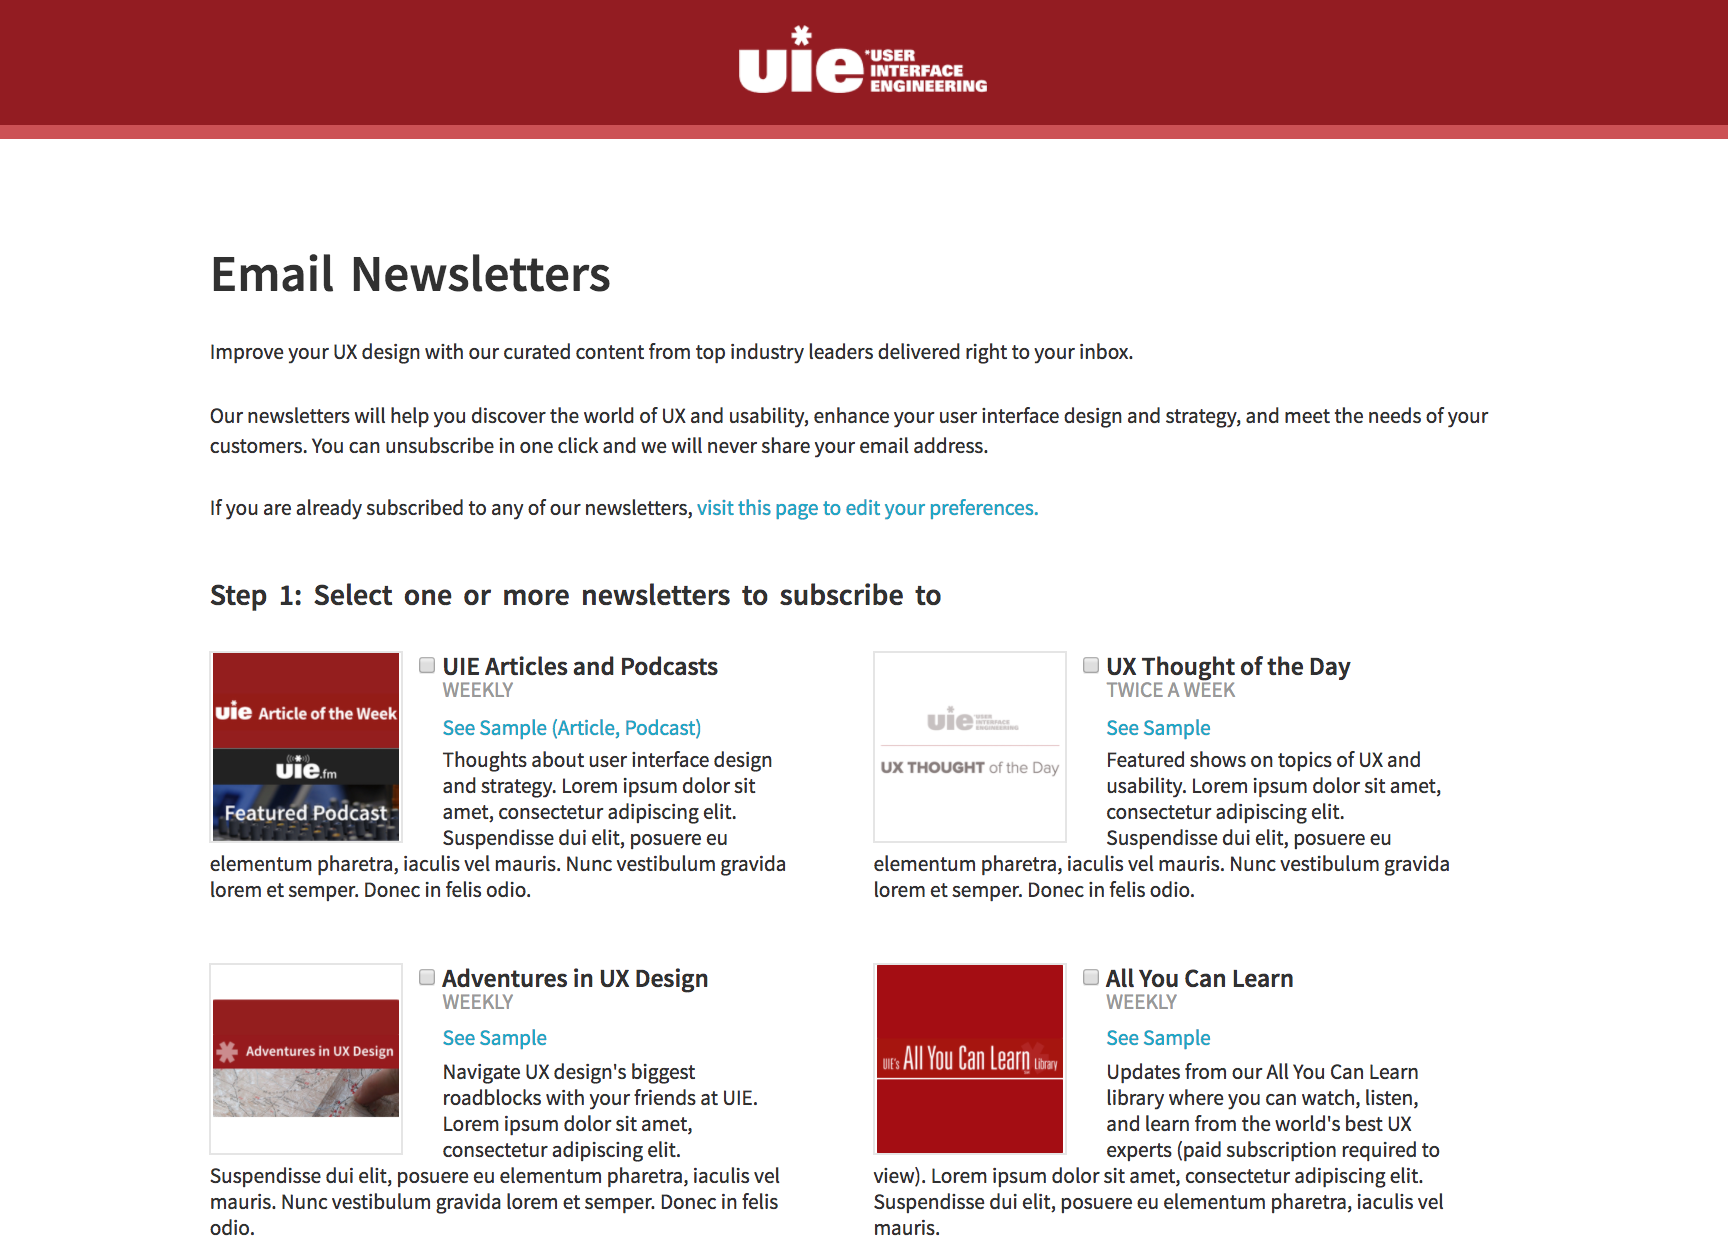 uie *USER
INTERFACE
ENGINEERING
Email Newsletters
Improve your UX design with our curated content from top industry leaders delivered right to your inbox.
Our newsletters will help you discover the world of UX and usability, enhance your user interface design and strategy, and meet the needs of your
customers. You can unsubscribe in one click and we will never share your email address.
If you are already subscribed to any of our newsletters, visit this page to edit your preferences.
Step 1: Select one or more newsletters to subscribe to
uie Article of the Week
uie.fm
Featured Podcast
UIE Articles and Podcasts
WEEKLY
See Sample (Article, Podcast)
Thoughts about user interface design
and strategy. Lorem ipsum dolor sit
amet, consectetur adipiscing elit.
Suspendisse dui elit, posuere eu
elementum pharetra, iaculis vel mauris. Nunc vestibulum gravida
lorem et semper. Donec in felis odio.
uie USER
INTERFACE
ENGINEERING
UX THOUGHT of the Day
UX Thought of the Day
TWICE A WEEK
See Sample
Featured shows on topics of UX and
usability. Lorem ipsum dolor sit amet,
consectetur adipiscing elit.
Suspendisse dui elit, posuere eu
elementum pharetra, iaculis vel mauris. Nunc vestibulum gravida
lorem et semper. Donec in felis odio.
Adventures in UX Design
Adventures in UX Design
WEEKLY
See Sample
Navigate UX design's biggest
roadblocks with your friends at UIE.
Lorem ipsum dolor sit amet,
consectetur adipiscing elit.
Suspendisse dui elit, posuere eu elementum pharetra, iaculis vel
mauris. Nunc vestibulum gravida lorem et semper. Donec in felis
odio.
UIE's All You Can Learn Library
All You Can Learn
WEEKLY
See Sample
Updates from our All You Can Learn
library where you can watch, listen,
and learn from the world's best UX
experts (paid subscription required to
view). Lorem ipsum dolor sit amet, consectetur adipiscing elit.
Suspendisse dui elit, posuere eu elementum pharetra, iaculis vel
mauris.